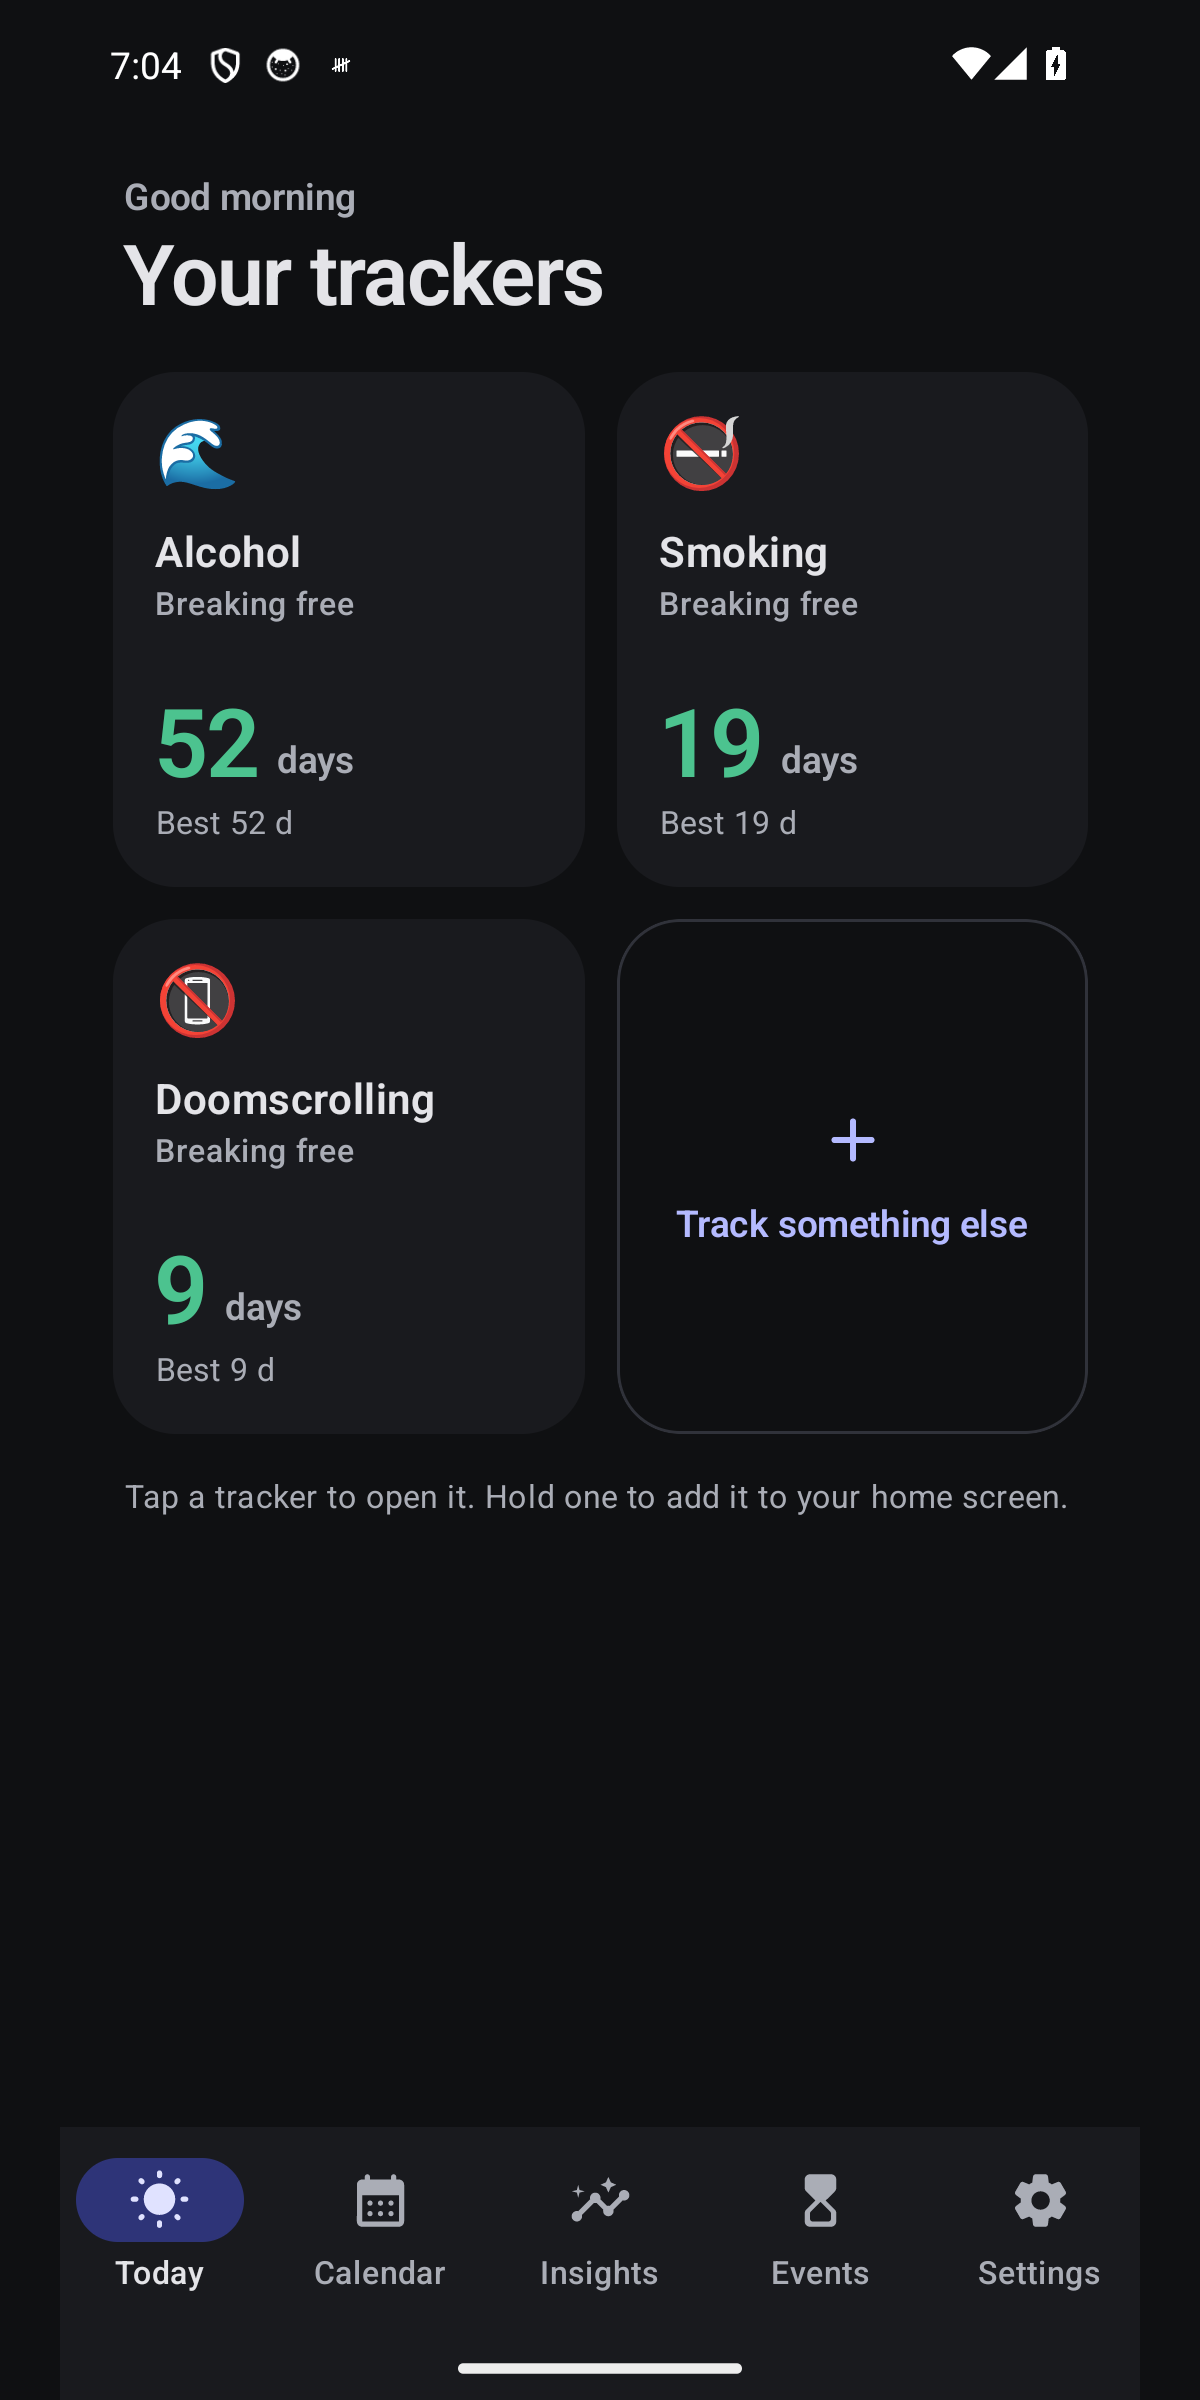 7:04
Good morning
Your trackers
Alcohol
Breaking free
52 days
Best 52 d
Smoking
Breaking free
19 days
Best 19 d
Doomscrolling
Breaking free
9 days
Best 9 d
Track something else
Tap a tracker to open it. Hold one to add it to your home screen.
Today
Calendar
Insights
Events
Settings